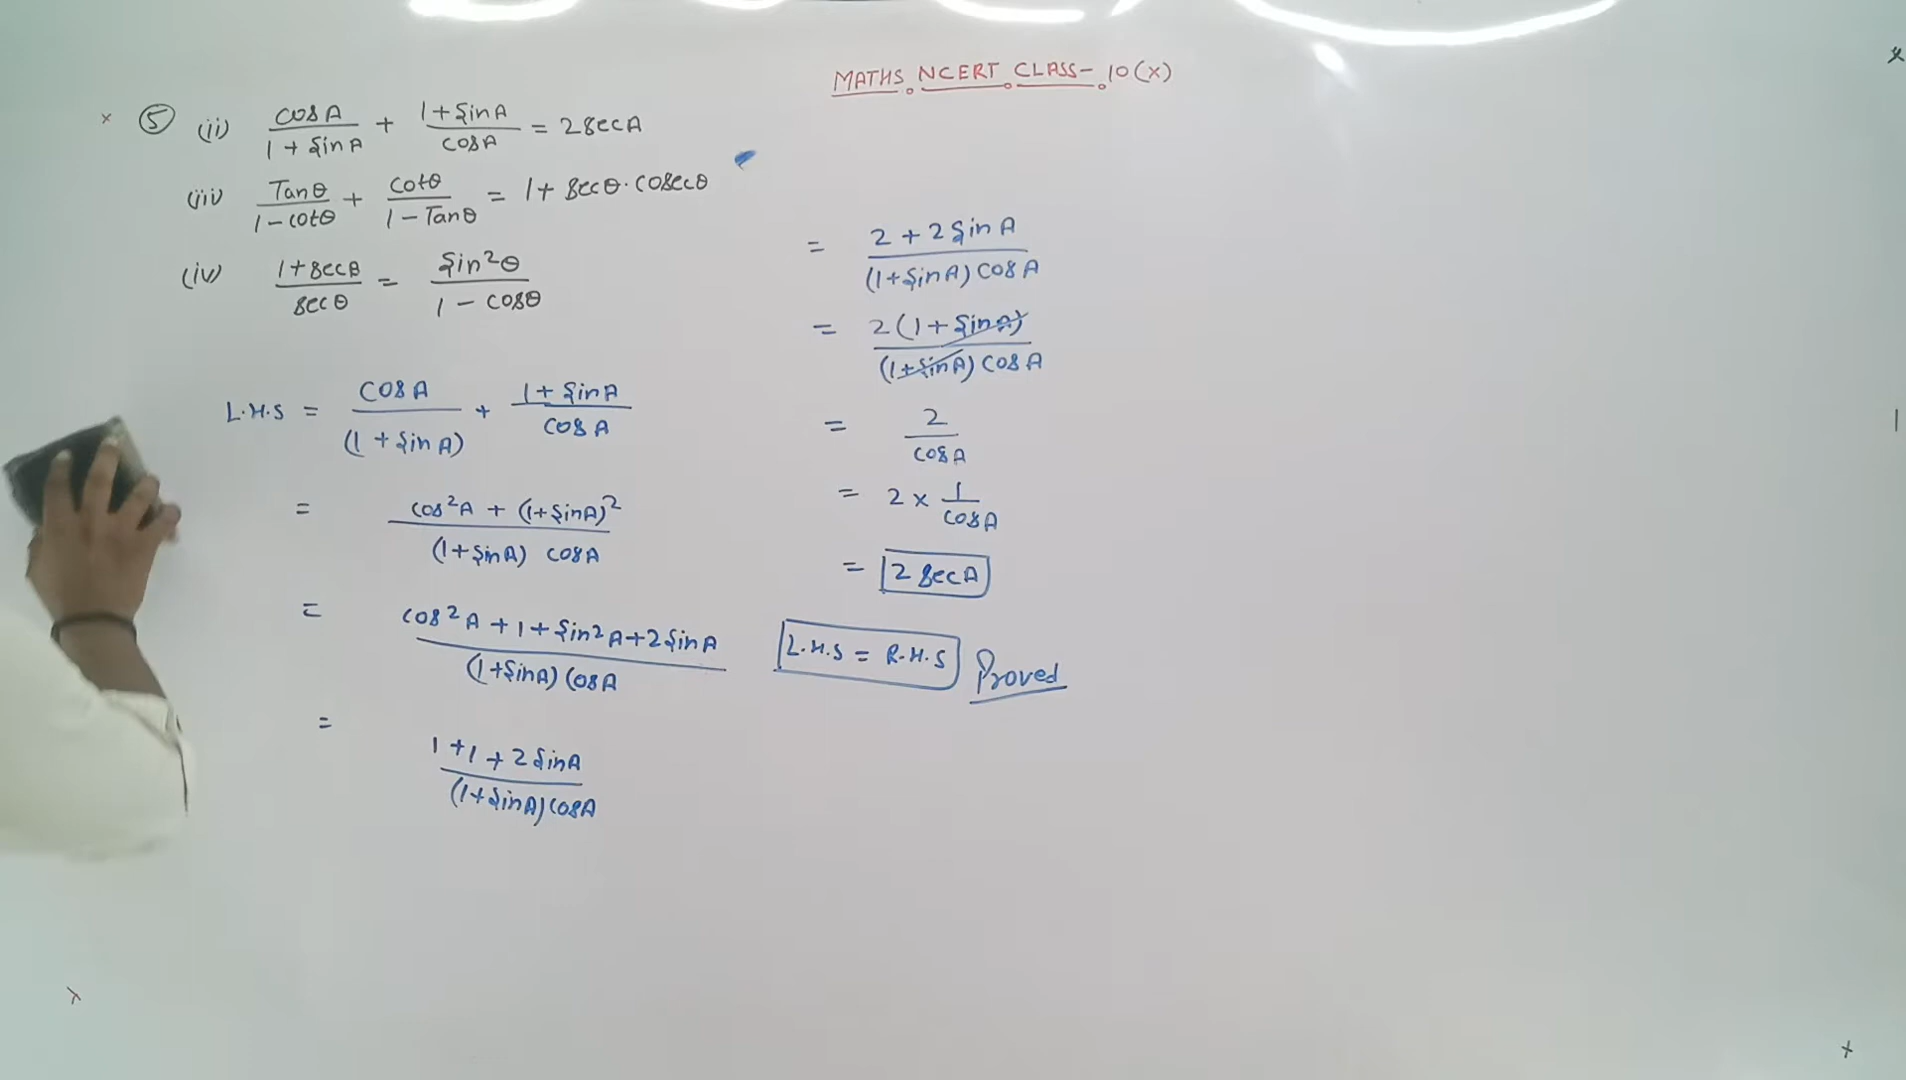 MATHS NCERT CLASS- 10(X)
⑤ (ii) cosA/(1+SinA) + (1+SinA)/cosA = 2secA
(iii) Tanθ/(1-cotθ) + cotθ/(1-Tanθ) = 1+secθ.cosecθ
(iv) (1+secθ)/secθ = Sin²θ/(1-cosθ)
L.H.S = cosA/(1+SinA) + (1+SinA)/cosA
= (cos²A + (1+SinA)²)/((1+SinA) cosA)
= (cos²A+1+Sin²A+2SinA)/((1+SinA)cosA)
= (1+1+2SinA)/((1+SinA)cosA)
= (2+2SinA)/((1+SinA)cosA)
= 2(1+SinA)/((1+SinA)cosA)
= 2/cosA
= 2 × 1/cosA
= 2secA
L.H.S = R.H.S Proved